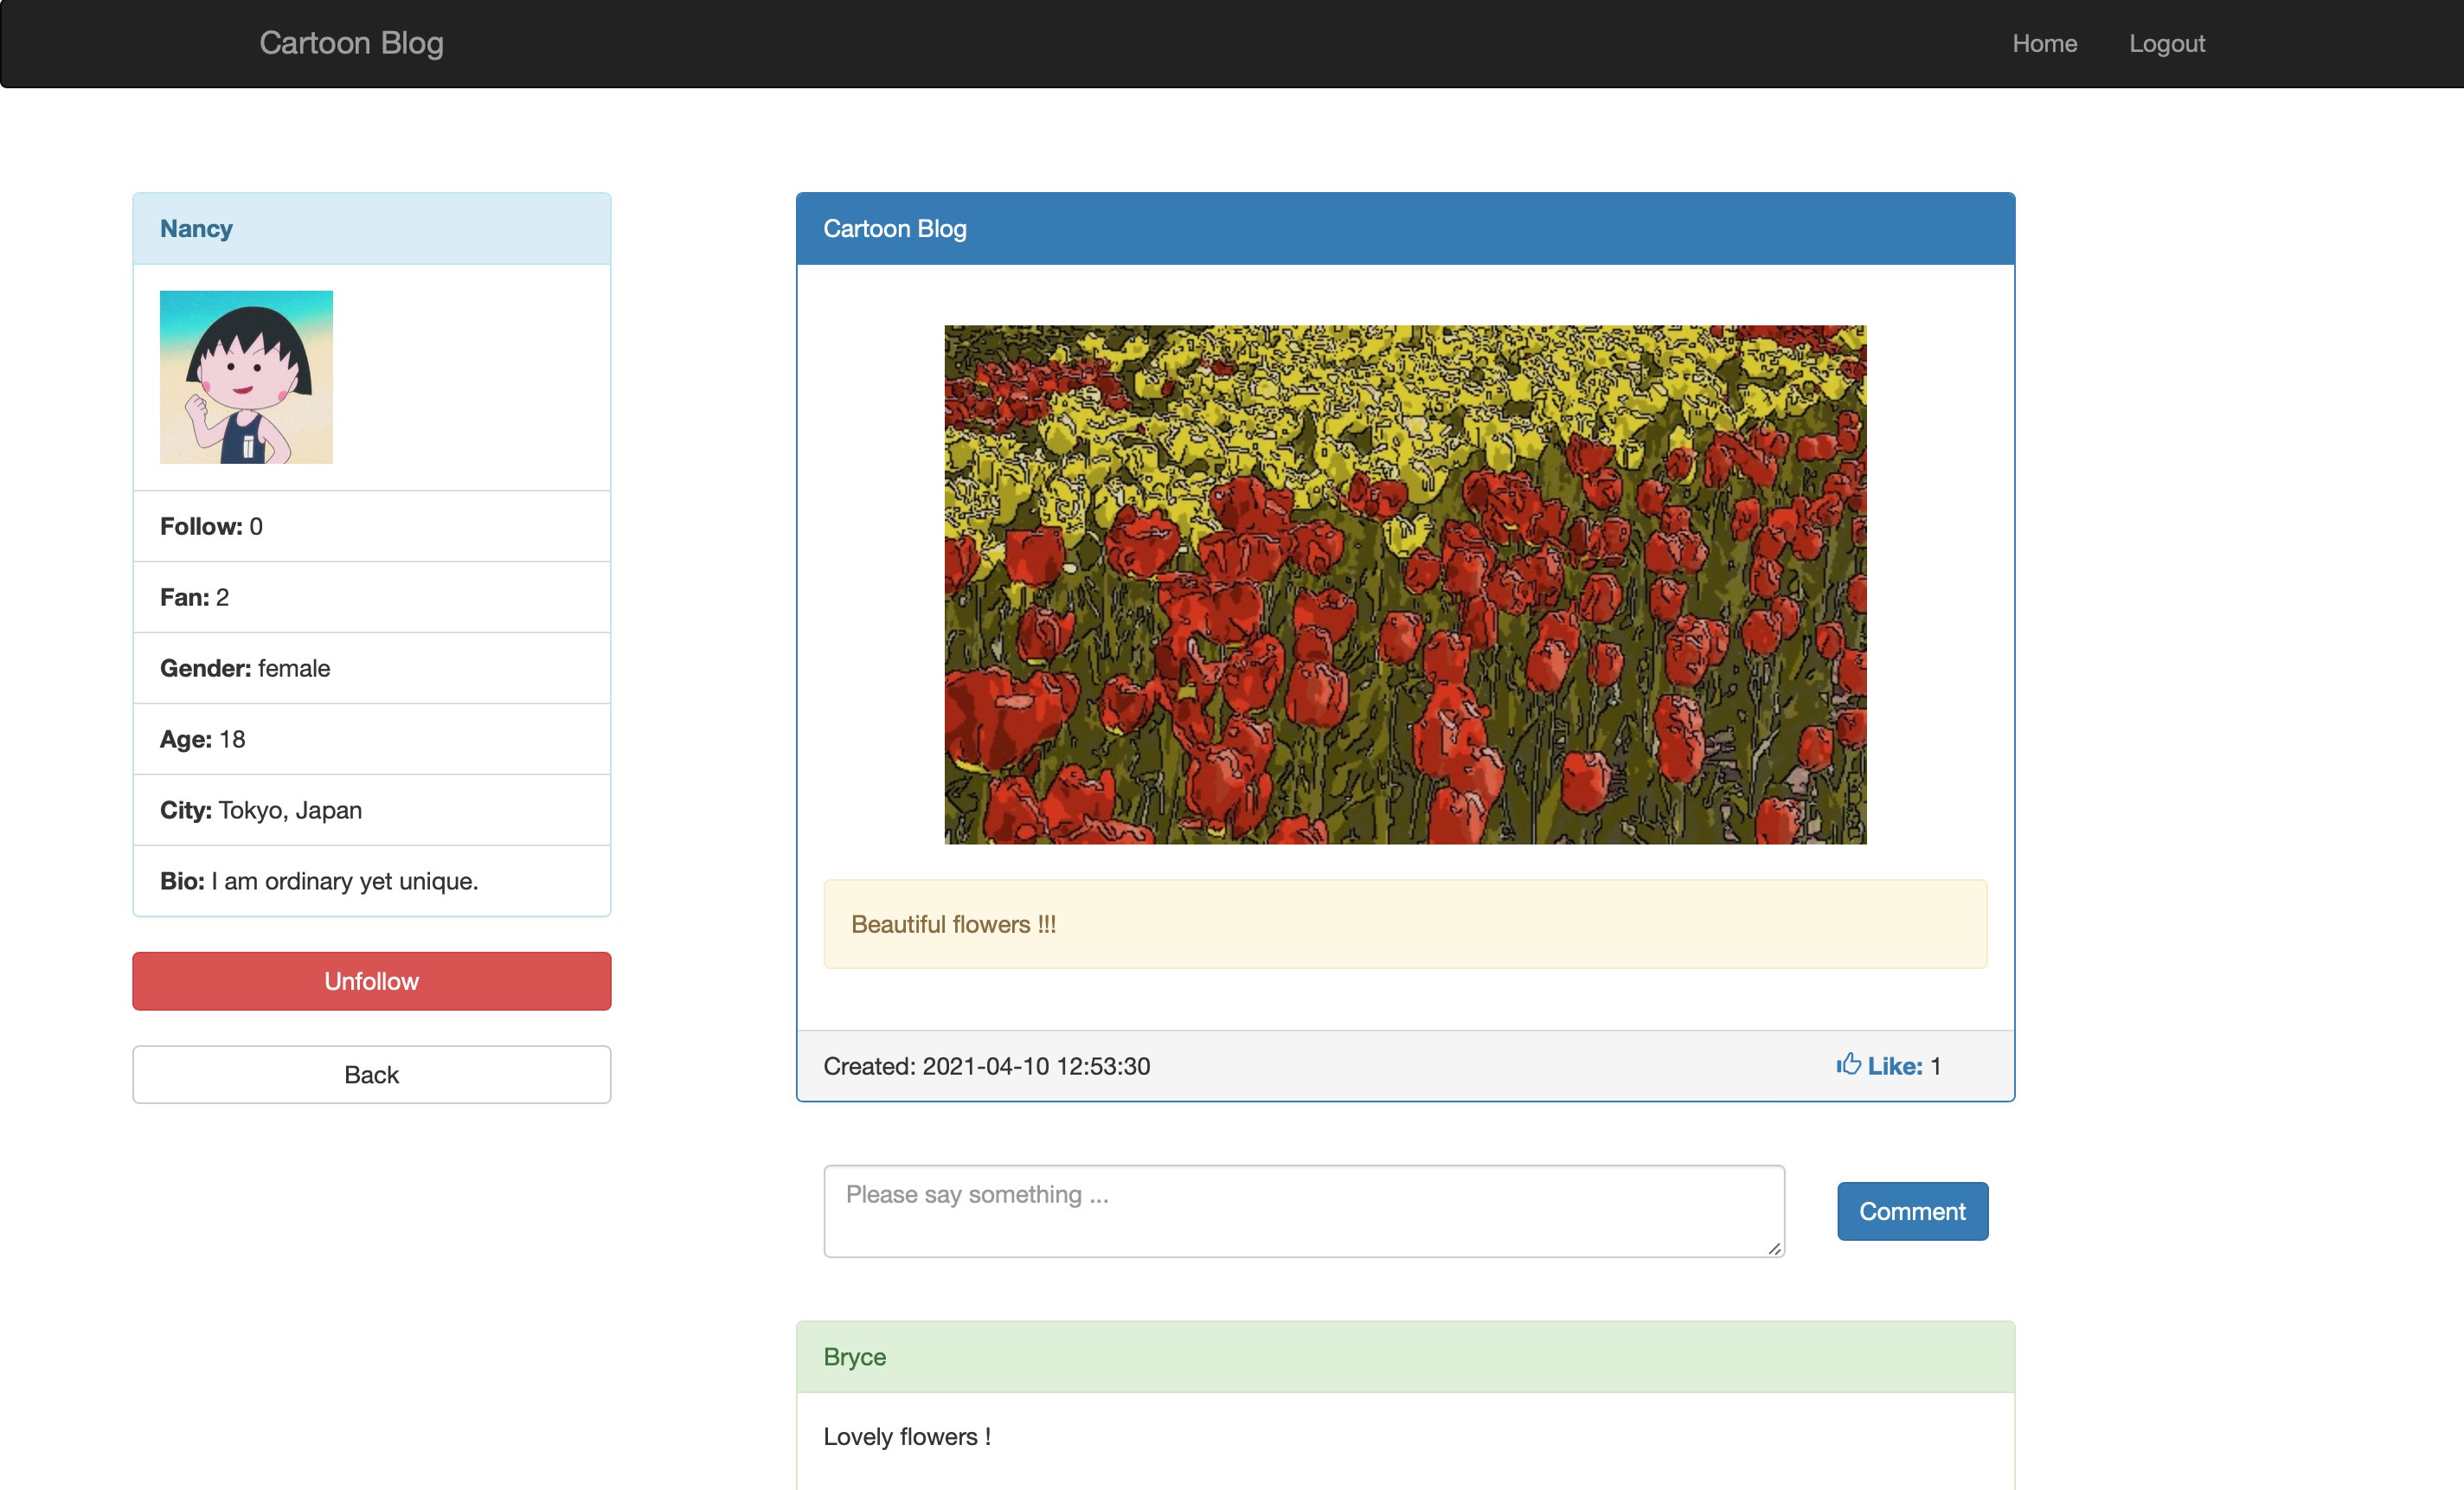 Cartoon Blog
Home
Logout
Nancy
Follow: 0
Fan: 2
Gender: female
Age: 18
City: Tokyo, Japan
Bio: I am ordinary yet unique.
Unfollow
Back
Cartoon Blog
Beautiful flowers !!!
Created: 2021-04-10 12:53:30
Like: 1
Please say something ...
Comment
Bryce
Lovely flowers !